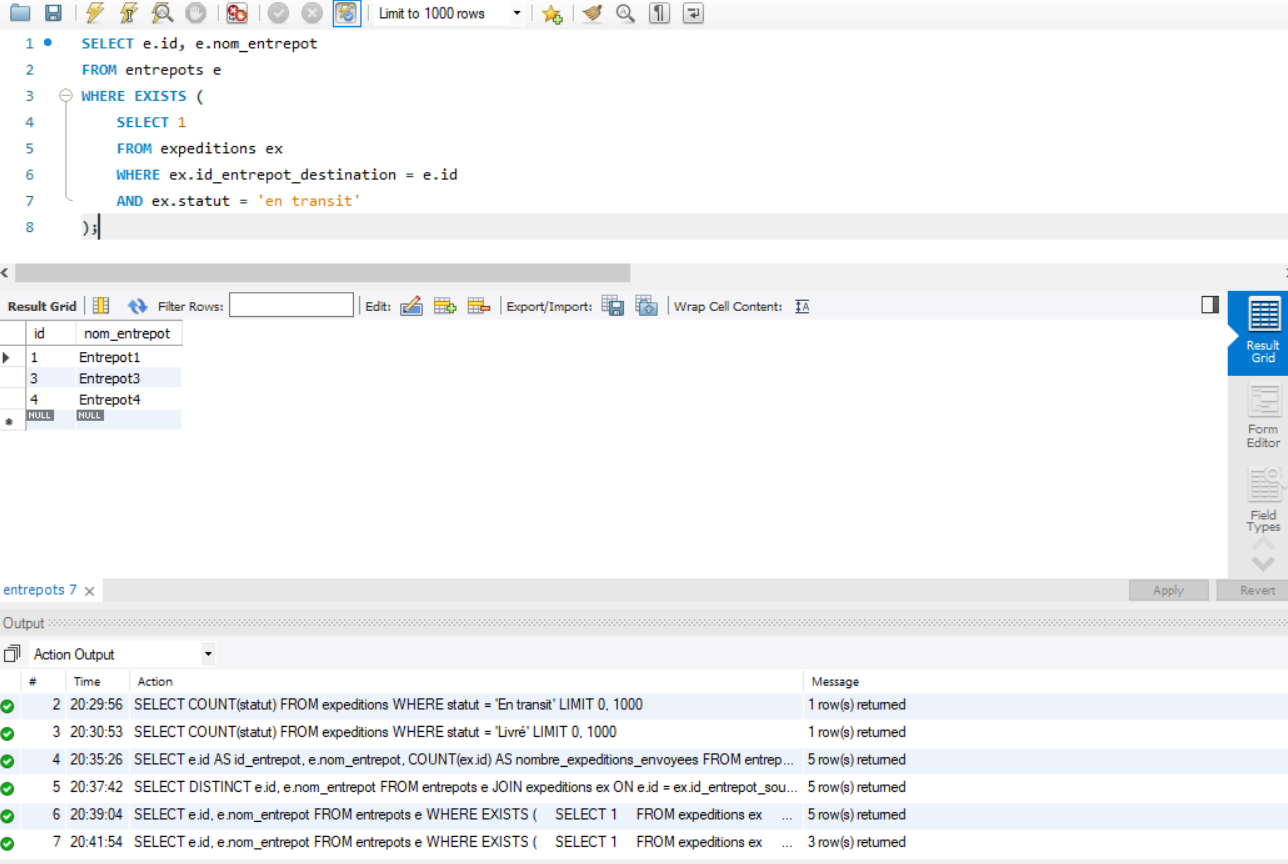 Limit to 1000 rows
1 SELECT e.id, e.nom_entrepot
2 FROM entrepots e
3 WHERE EXISTS (
4 SELECT 1
5 FROM expeditions ex
6 WHERE ex.id_entrepot_destination = e.id
7 AND ex.statut = 'en transit'
8 );
Result Grid Filter Rows: Edit: Export/Import: Wrap Cell Content:
id nom_entrepot
1 Entrepot1
3 Entrepot3
4 Entrepot4
NULL NULL
Result
Grid
Form
Editor
Field
Types
entrepots 7 Apply Revert
Output
Action Output
# Time Action Message
2 20:29:56 SELECT COUNT(statut) FROM expeditions WHERE statut = 'En transit' LIMIT 0, 1000 1 row(s) returned
3 20:30:53 SELECT COUNT(statut) FROM expeditions WHERE statut = 'Livré' LIMIT 0, 1000 1 row(s) returned
4 20:35:26 SELECT e.id AS id_entrepot, e.nom_entrepot, COUNT(ex.id) AS nombre_expeditions_envoyees FROM entrep... 5 row(s) returned
5 20:37:42 SELECT DISTINCT e.id, e.nom_entrepot FROM entrepots e JOIN expeditions ex ON e.id = ex.id_entrepot_sou... 5 row(s) returned
6 20:39:04 SELECT e.id, e.nom_entrepot FROM entrepots e WHERE EXISTS ( SELECT 1 FROM expeditions ex ... 5 row(s) returned
7 20:41:54 SELECT e.id, e.nom_entrepot FROM entrepots e WHERE EXISTS ( SELECT 1 FROM expeditions ex ... 3 row(s) returned